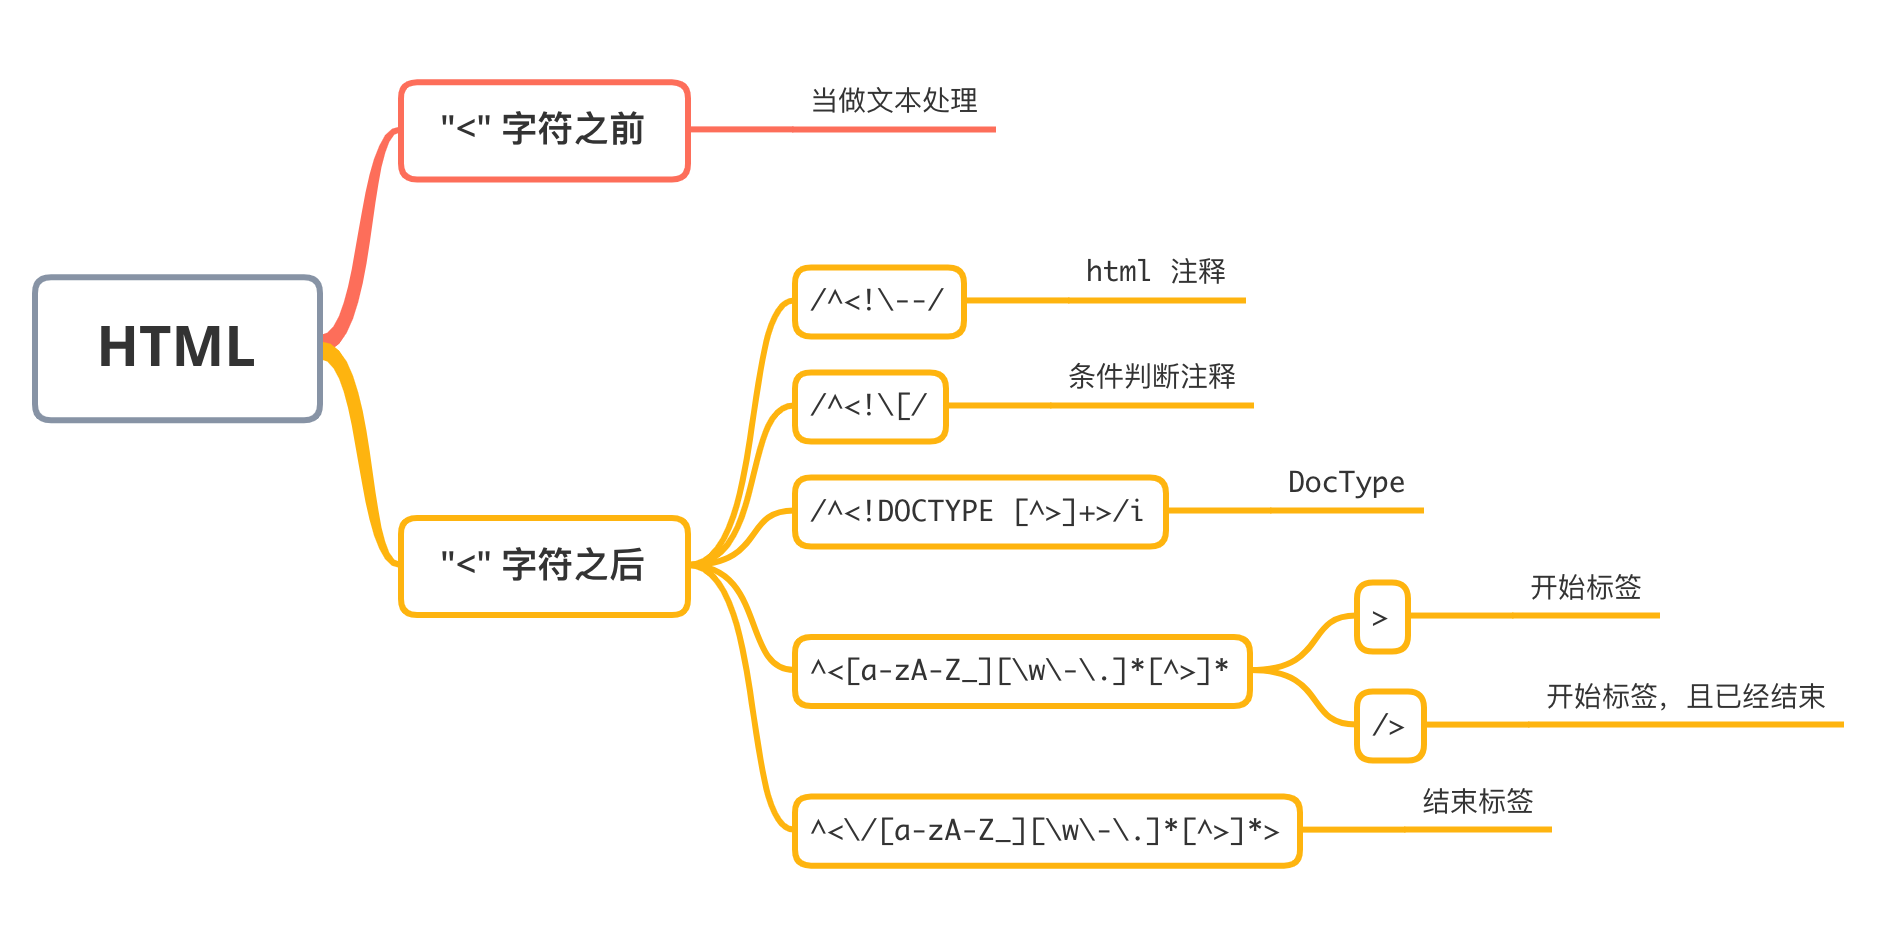 HTML
"<" 字符之前
当做文本处理
"<" 字符之后
/^<!\--/
html 注释
/^<!\[/
条件判断注释
/^<!DOCTYPE [^>]+>/i
DocType
^<[a-zA-Z_][\w\-\.]*[^>]*
>
开始标签
/>
开始标签，且已经结束
^<\/[a-zA-Z_][\w\-\.]*[^>]*>
结束标签